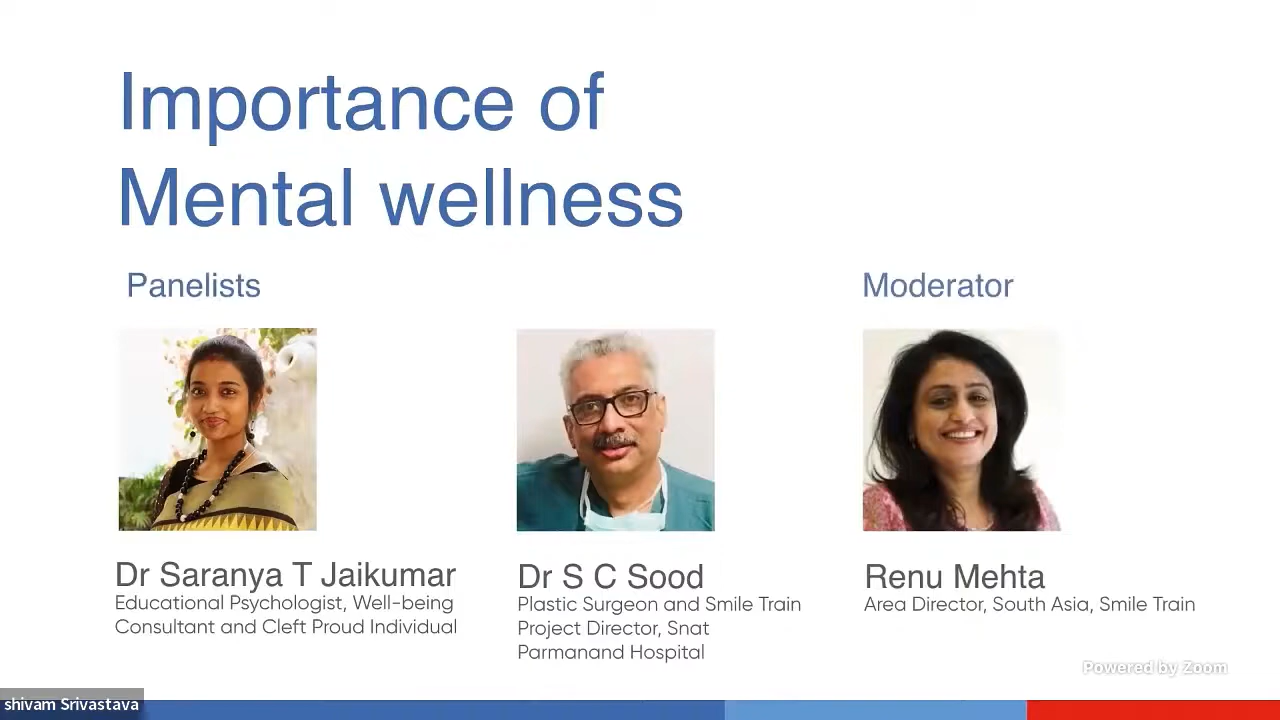 Importance of
Mental wellness
Panelists
Moderator
Dr Saranya T Jaikumar
Educational Psychologist, Well-being
Consultant and Cleft Proud Individual
Dr S C Sood
Plastic Surgeon and Smile Train
Project Director, Snat
Parmanand Hospital
Renu Mehta
Area Director, South Asia, Smile Train
Powered by Zoom
shivam Srivastava